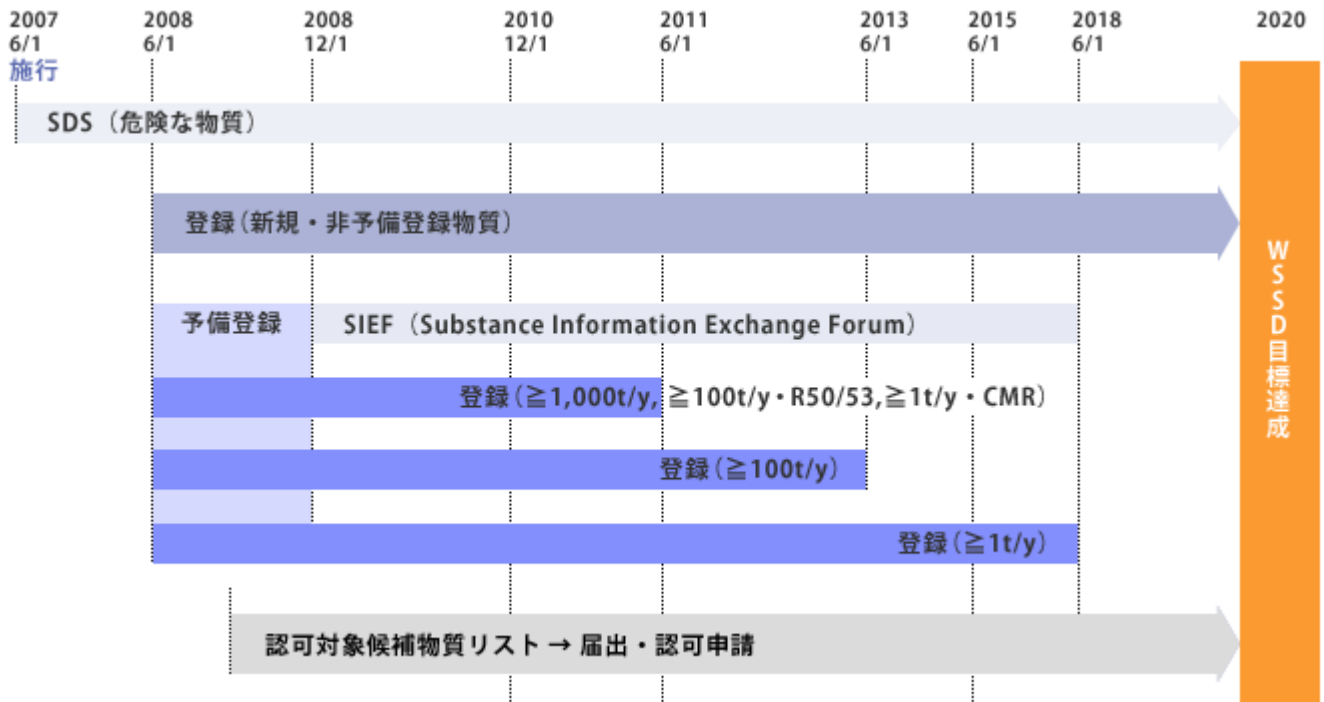 2007 2008 2008 2010 2011 2013 2015 2018 2020
6/1 6/1 12/1 12/1 6/1 6/1 6/1 6/1
施行
SDS（危険な物質）
登録（新規・非予備登録物質）
予備登録 SIEF（Substance Information Exchange Forum）
登録（≧1,000t/y, ≧100t/y・R50/53,≧1t/y・CMR）
登録（≧100t/y）
登録（≧1t/y）
認可対象候補物質リスト → 届出・認可申請
WSSD目標達成